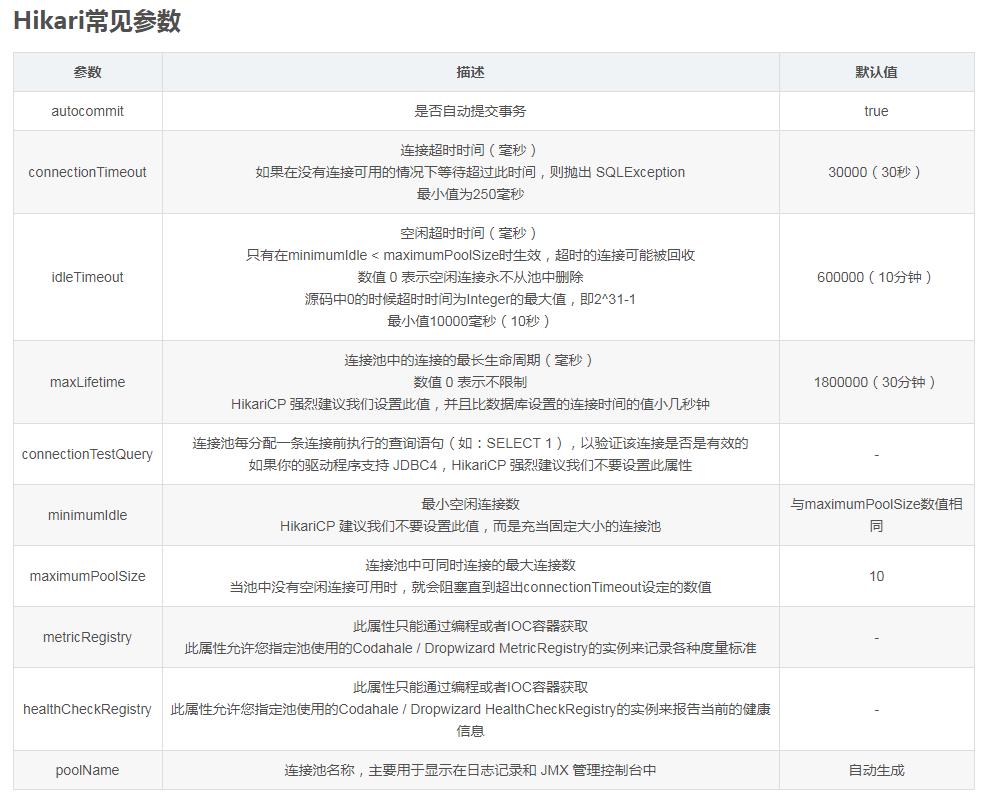 Hikari常见参数
参数 描述 默认值
autocommit 是否自动提交事务 true
connectionTimeout
连接超时时间（毫秒）
如果在没有连接可用的情况下等待超过此时间，则抛出 SQLException
最小值为250毫秒
30000（30秒）
idleTimeout
空闲超时时间（毫秒）
只有在minimumIdle < maximumPoolSize时生效，超时的连接可能被回收
数值 0 表示空闲连接永不从池中删除
源码中0的时候超时时间为Integer的最大值，即2^31-1
最小值10000毫秒（10秒）
600000（10分钟）
maxLifetime
连接池中的连接的最长生命周期（毫秒）
数值 0 表示不限制
HikariCP 强烈建议我们设置此值，并且比数据库设置的连接时间的值小几秒钟
1800000（30分钟）
connectionTestQuery
连接池每分配一条连接前执行的查询语句（如：SELECT 1），以验证该连接是否是有效的
如果你的驱动程序支持 JDBC4，HikariCP 强烈建议我们不要设置此属性
-
minimumIdle
最小空闲连接数
HikariCP 建议我们不要设置此值，而是充当固定大小的连接池
与maximumPoolSize数值相
同
maximumPoolSize
连接池中可同时连接的最大连接数
当池中没有空闲连接可用时，就会阻塞直到超出connectionTimeout设定的数值
10
metricRegistry
此属性只能通过编程或者IOC容器获取
此属性允许您指定池使用的Codahale / Dropwizard MetricRegistry的实例来记录各种度量标准
-
healthCheckRegistry
此属性只能通过编程或者IOC容器获取
此属性允许您指定池使用的Codahale / Dropwizard HealthCheckRegistry的实例来报告当前的健康
信息
-
poolName 连接池名称，主要用于显示在日志记录和 JMX 管理控制台中 自动生成